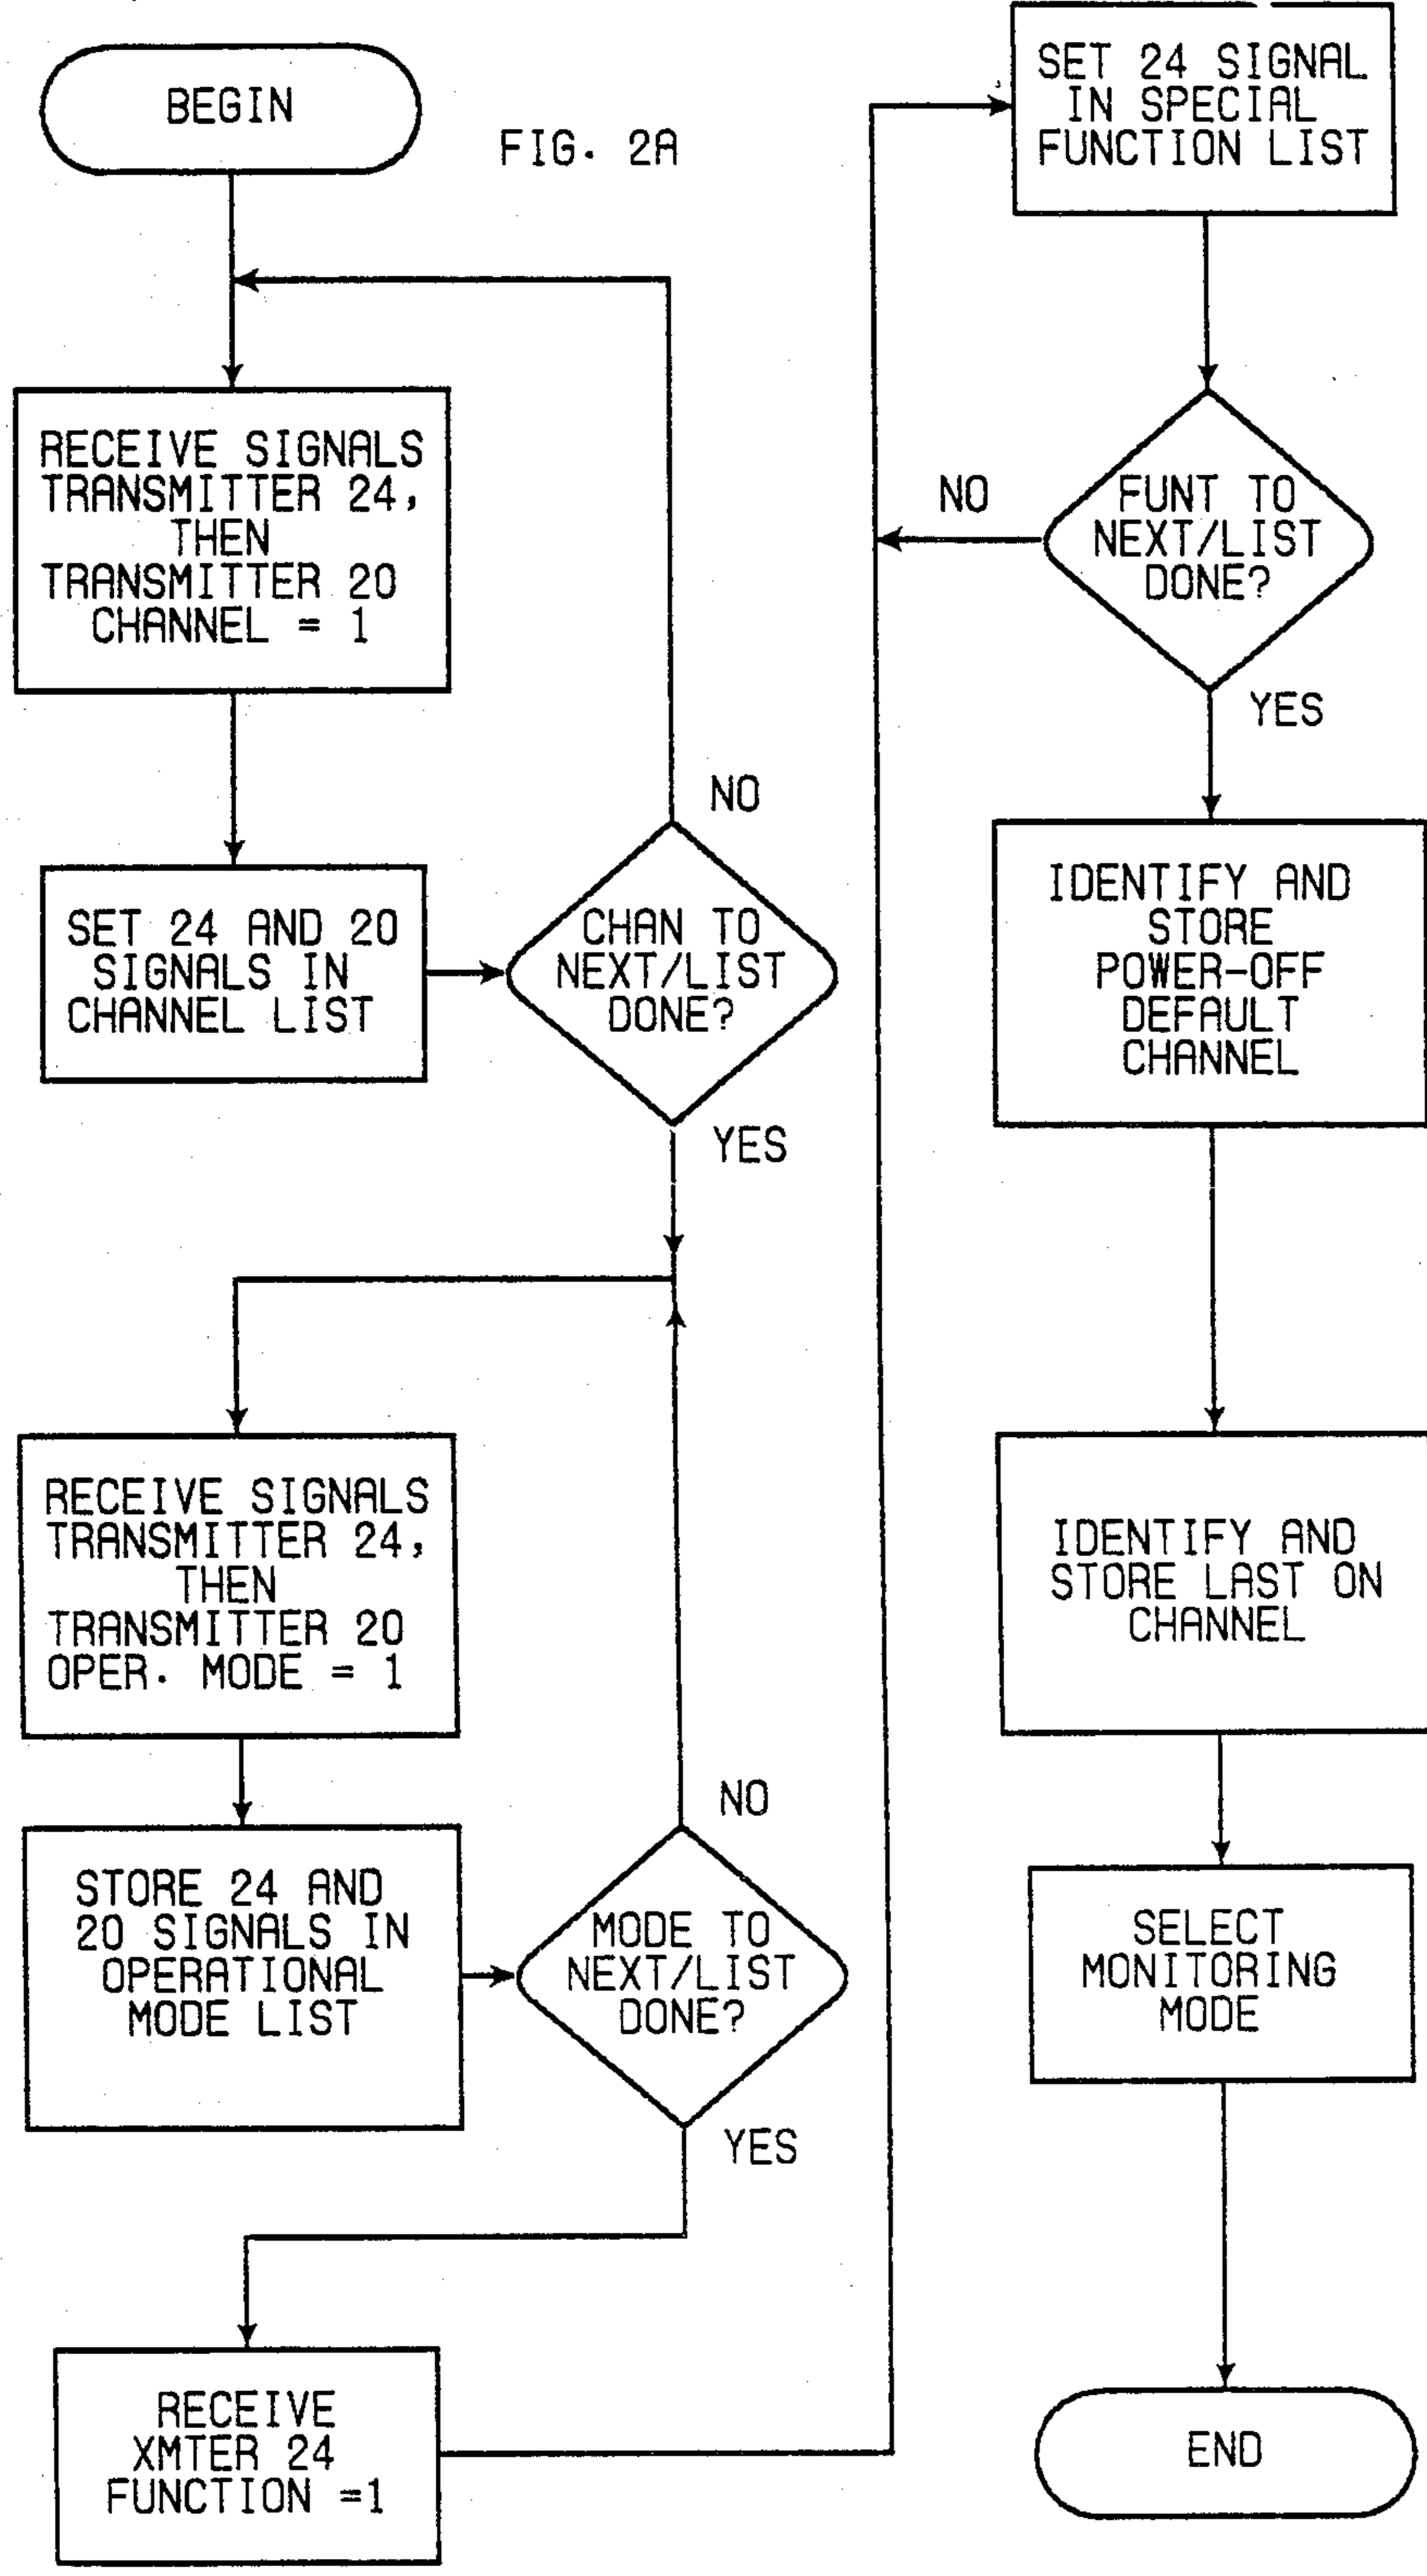 BEGIN
FIG. 2A
RECEIVE SIGNALS
TRANSMITTER 24,
THEN
TRANSMITTER 20
CHANNEL = 1
SET 24 AND 20
SIGNALS IN
CHANNEL LIST
NO
CHAN TO
NEXT/LIST
DONE?
YES
RECEIVE SIGNALS
TRANSMITTER 24,
THEN
TRANSMITTER 20
OPER. MODE = 1
STORE 24 AND
20 SIGNALS IN
OPERATIONAL
MODE LIST
NO
MODE TO
NEXT/LIST
DONE?
YES
RECEIVE
XMTER 24
FUNCTION =1
SET 24 SIGNAL
IN SPECIAL
FUNCTION LIST
NO
FUNT TO
NEXT/LIST
DONE?
YES
IDENTIFY AND
STORE
POWER-OFF
DEFAULT
CHANNEL
IDENTIFY AND
STORE LAST ON
CHANNEL
SELECT
MONITORING
MODE
END